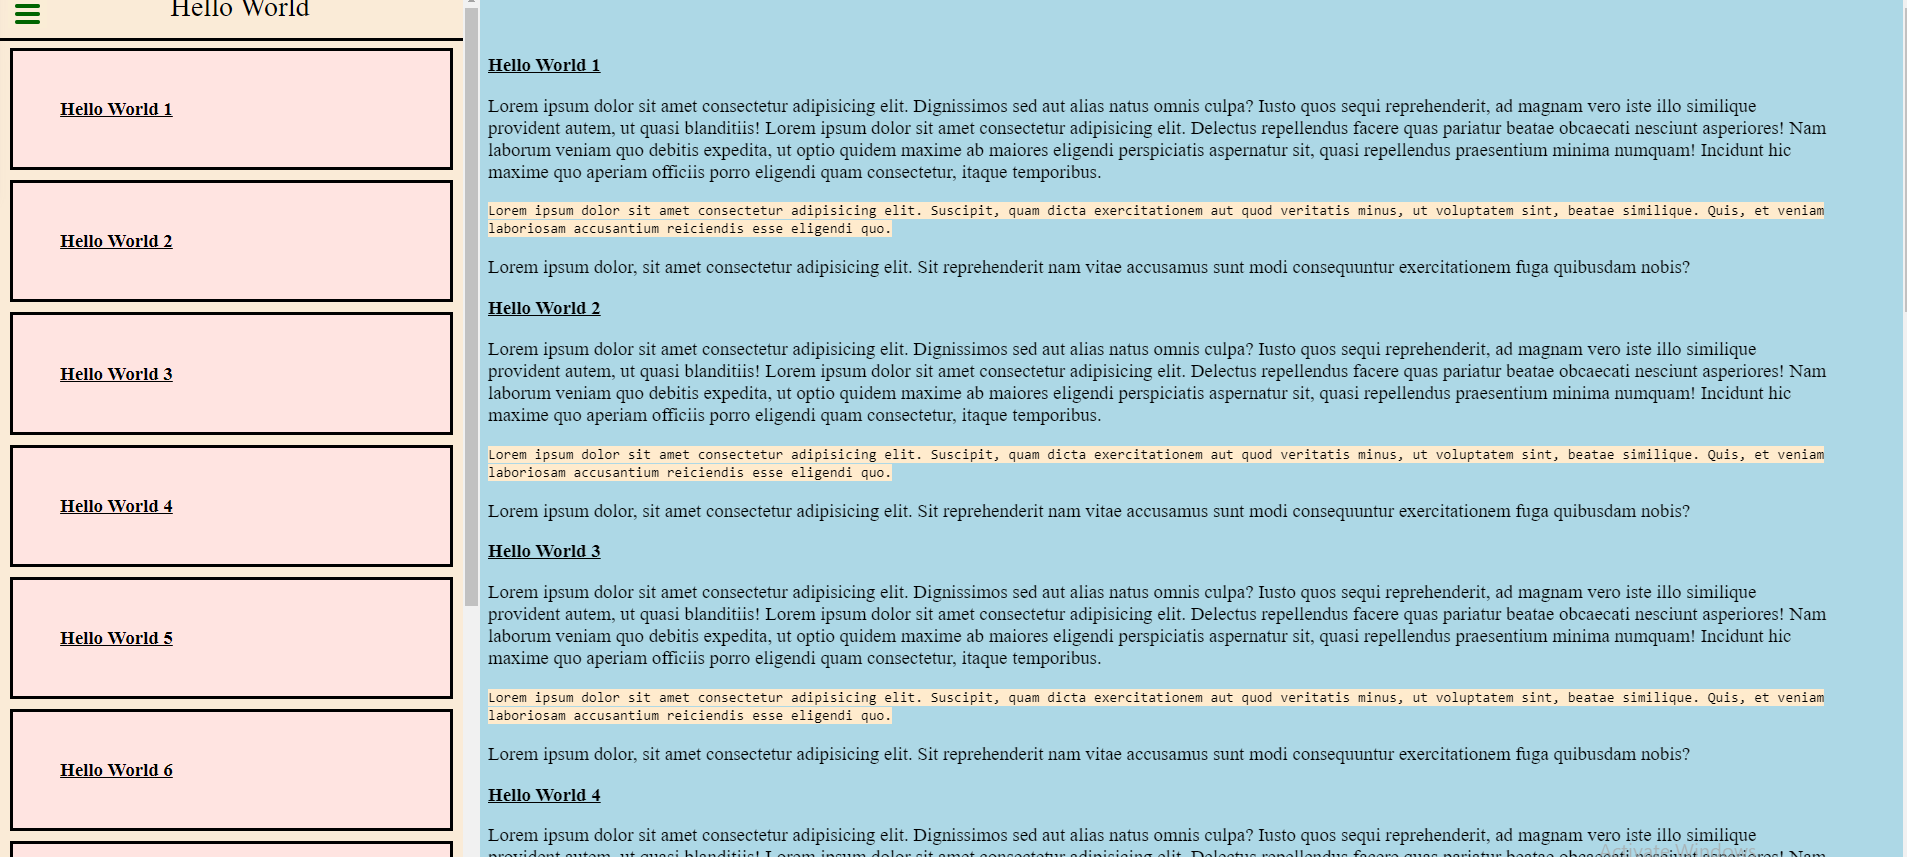 Hello World
Hello World 1
Hello World 2
Hello World 3
Hello World 4
Hello World 5
Hello World 6
Hello World 1
Lorem ipsum dolor sit amet consectetur adipisicing elit. Dignissimos sed aut alias natus omnis culpa? Iusto quos sequi reprehenderit, ad magnam vero iste illo similique
provident autem, ut quasi blanditiis! Lorem ipsum dolor sit amet consectetur adipisicing elit. Delectus repellendus facere quas pariatur beatae obcaecati nesciunt asperiores! Nam
laborum veniam quo debitis expedita, ut optio quidem maxime ab maiores eligendi perspiciatis aspernatur sit, quasi repellendus praesentium minima numquam! Incidunt hic
maxime quo aperiam officiis porro eligendi quam consectetur, itaque temporibus.
Lorem ipsum dolor sit amet consectetur adipisicing elit. Suscipit, quam dicta exercitationem aut quod veritatis minus, ut voluptatem sint, beatae similique. Quis, et veniam
laboriosam accusantium reiciendis esse eligendi quo.
Lorem ipsum dolor, sit amet consectetur adipisicing elit. Sit reprehenderit nam vitae accusamus sunt modi consequuntur exercitationem fuga quibusdam nobis?
Hello World 2
Lorem ipsum dolor sit amet consectetur adipisicing elit. Dignissimos sed aut alias natus omnis culpa? Iusto quos sequi reprehenderit, ad magnam vero iste illo similique
provident autem, ut quasi blanditiis! Lorem ipsum dolor sit amet consectetur adipisicing elit. Delectus repellendus facere quas pariatur beatae obcaecati nesciunt asperiores! Nam
laborum veniam quo debitis expedita, ut optio quidem maxime ab maiores eligendi perspiciatis aspernatur sit, quasi repellendus praesentium minima numquam! Incidunt hic
maxime quo aperiam officiis porro eligendi quam consectetur, itaque temporibus.
Lorem ipsum dolor sit amet consectetur adipisicing elit. Suscipit, quam dicta exercitationem aut quod veritatis minus, ut voluptatem sint, beatae similique. Quis, et veniam
laboriosam accusantium reiciendis esse eligendi quo.
Lorem ipsum dolor, sit amet consectetur adipisicing elit. Sit reprehenderit nam vitae accusamus sunt modi consequuntur exercitationem fuga quibusdam nobis?
Hello World 3
Lorem ipsum dolor sit amet consectetur adipisicing elit. Dignissimos sed aut alias natus omnis culpa? Iusto quos sequi reprehenderit, ad magnam vero iste illo similique
provident autem, ut quasi blanditiis! Lorem ipsum dolor sit amet consectetur adipisicing elit. Delectus repellendus facere quas pariatur beatae obcaecati nesciunt asperiores! Nam
laborum veniam quo debitis expedita, ut optio quidem maxime ab maiores eligendi perspiciatis aspernatur sit, quasi repellendus praesentium minima numquam! Incidunt hic
maxime quo aperiam officiis porro eligendi quam consectetur, itaque temporibus.
Lorem ipsum dolor sit amet consectetur adipisicing elit. Suscipit, quam dicta exercitationem aut quod veritatis minus, ut voluptatem sint, beatae similique. Quis, et veniam
laboriosam accusantium reiciendis esse eligendi quo.
Lorem ipsum dolor, sit amet consectetur adipisicing elit. Sit reprehenderit nam vitae accusamus sunt modi consequuntur exercitationem fuga quibusdam nobis?
Hello World 4
Lorem ipsum dolor sit amet consectetur adipisicing elit. Dignissimos sed aut alias natus omnis culpa? Iusto quos sequi reprehenderit, ad magnam vero iste illo similique
Activate Windows